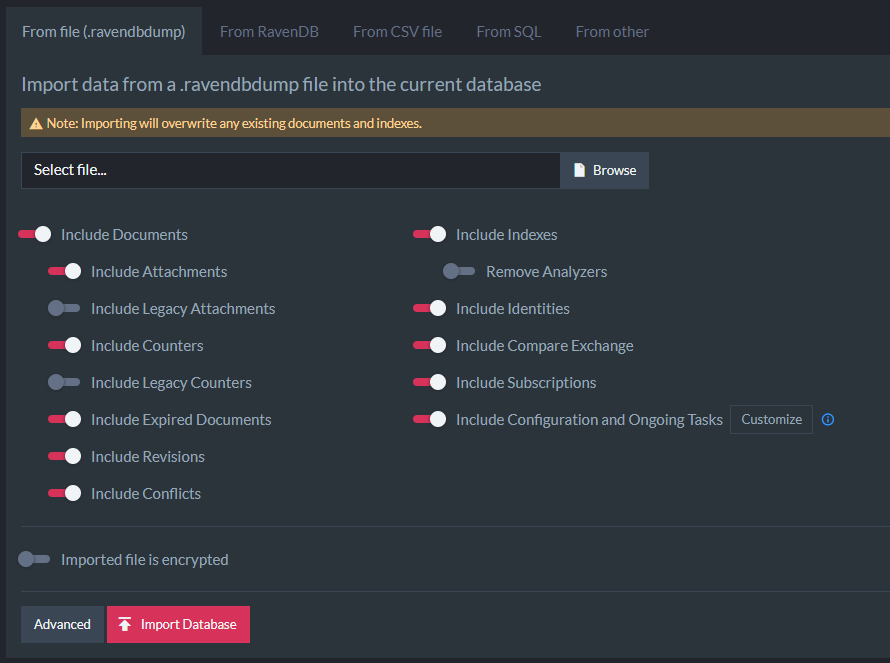 From file (.ravendbdump) From RavenDB From CSV file From SQL From other
Import data from a .ravendbdump file into the current database
Note: Importing will overwrite any existing documents and indexes.
Select file... Browse
Include Documents Include Indexes
Include Attachments Remove Analyzers
Include Legacy Attachments Include Identities
Include Counters Include Compare Exchange
Include Legacy Counters Include Subscriptions
Include Expired Documents Include Configuration and Ongoing Tasks Customize
Include Revisions
Include Conflicts
Imported file is encrypted
Advanced Import Database